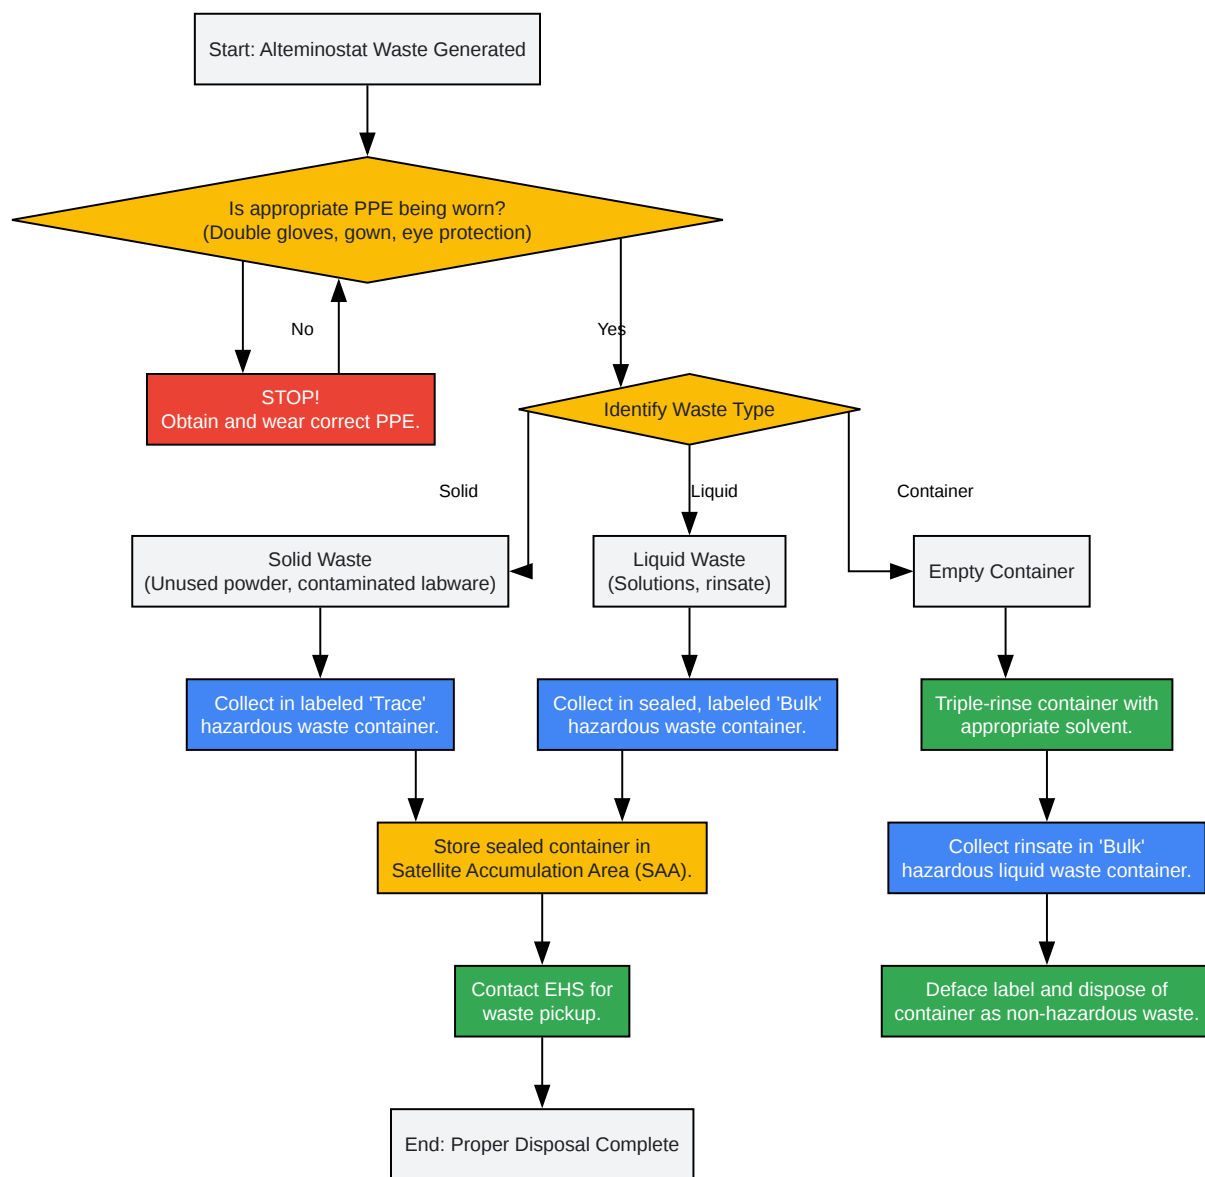 Start: Alteminostat Waste Generated
Is appropriate PPE being worn?
(Double gloves, gown, eye protection)
No
Yes
STOP!
Obtain and wear correct PPE.
Identify Waste Type
Solid
Liquid
Container
Solid Waste
(Unused powder, contaminated labware)
Liquid Waste
(Solutions, rinsate)
Empty Container
Collect in labeled 'Trace'
hazardous waste container.
Collect in sealed, labeled 'Bulk'
hazardous waste container.
Triple-rinse container with
appropriate solvent.
Store sealed container in
Satellite Accumulation Area (SAA).
Collect rinsate in 'Bulk'
hazardous liquid waste container.
Contact EHS for
waste pickup.
Deface label and dispose of
container as non-hazardous waste.
End: Proper Disposal Complete